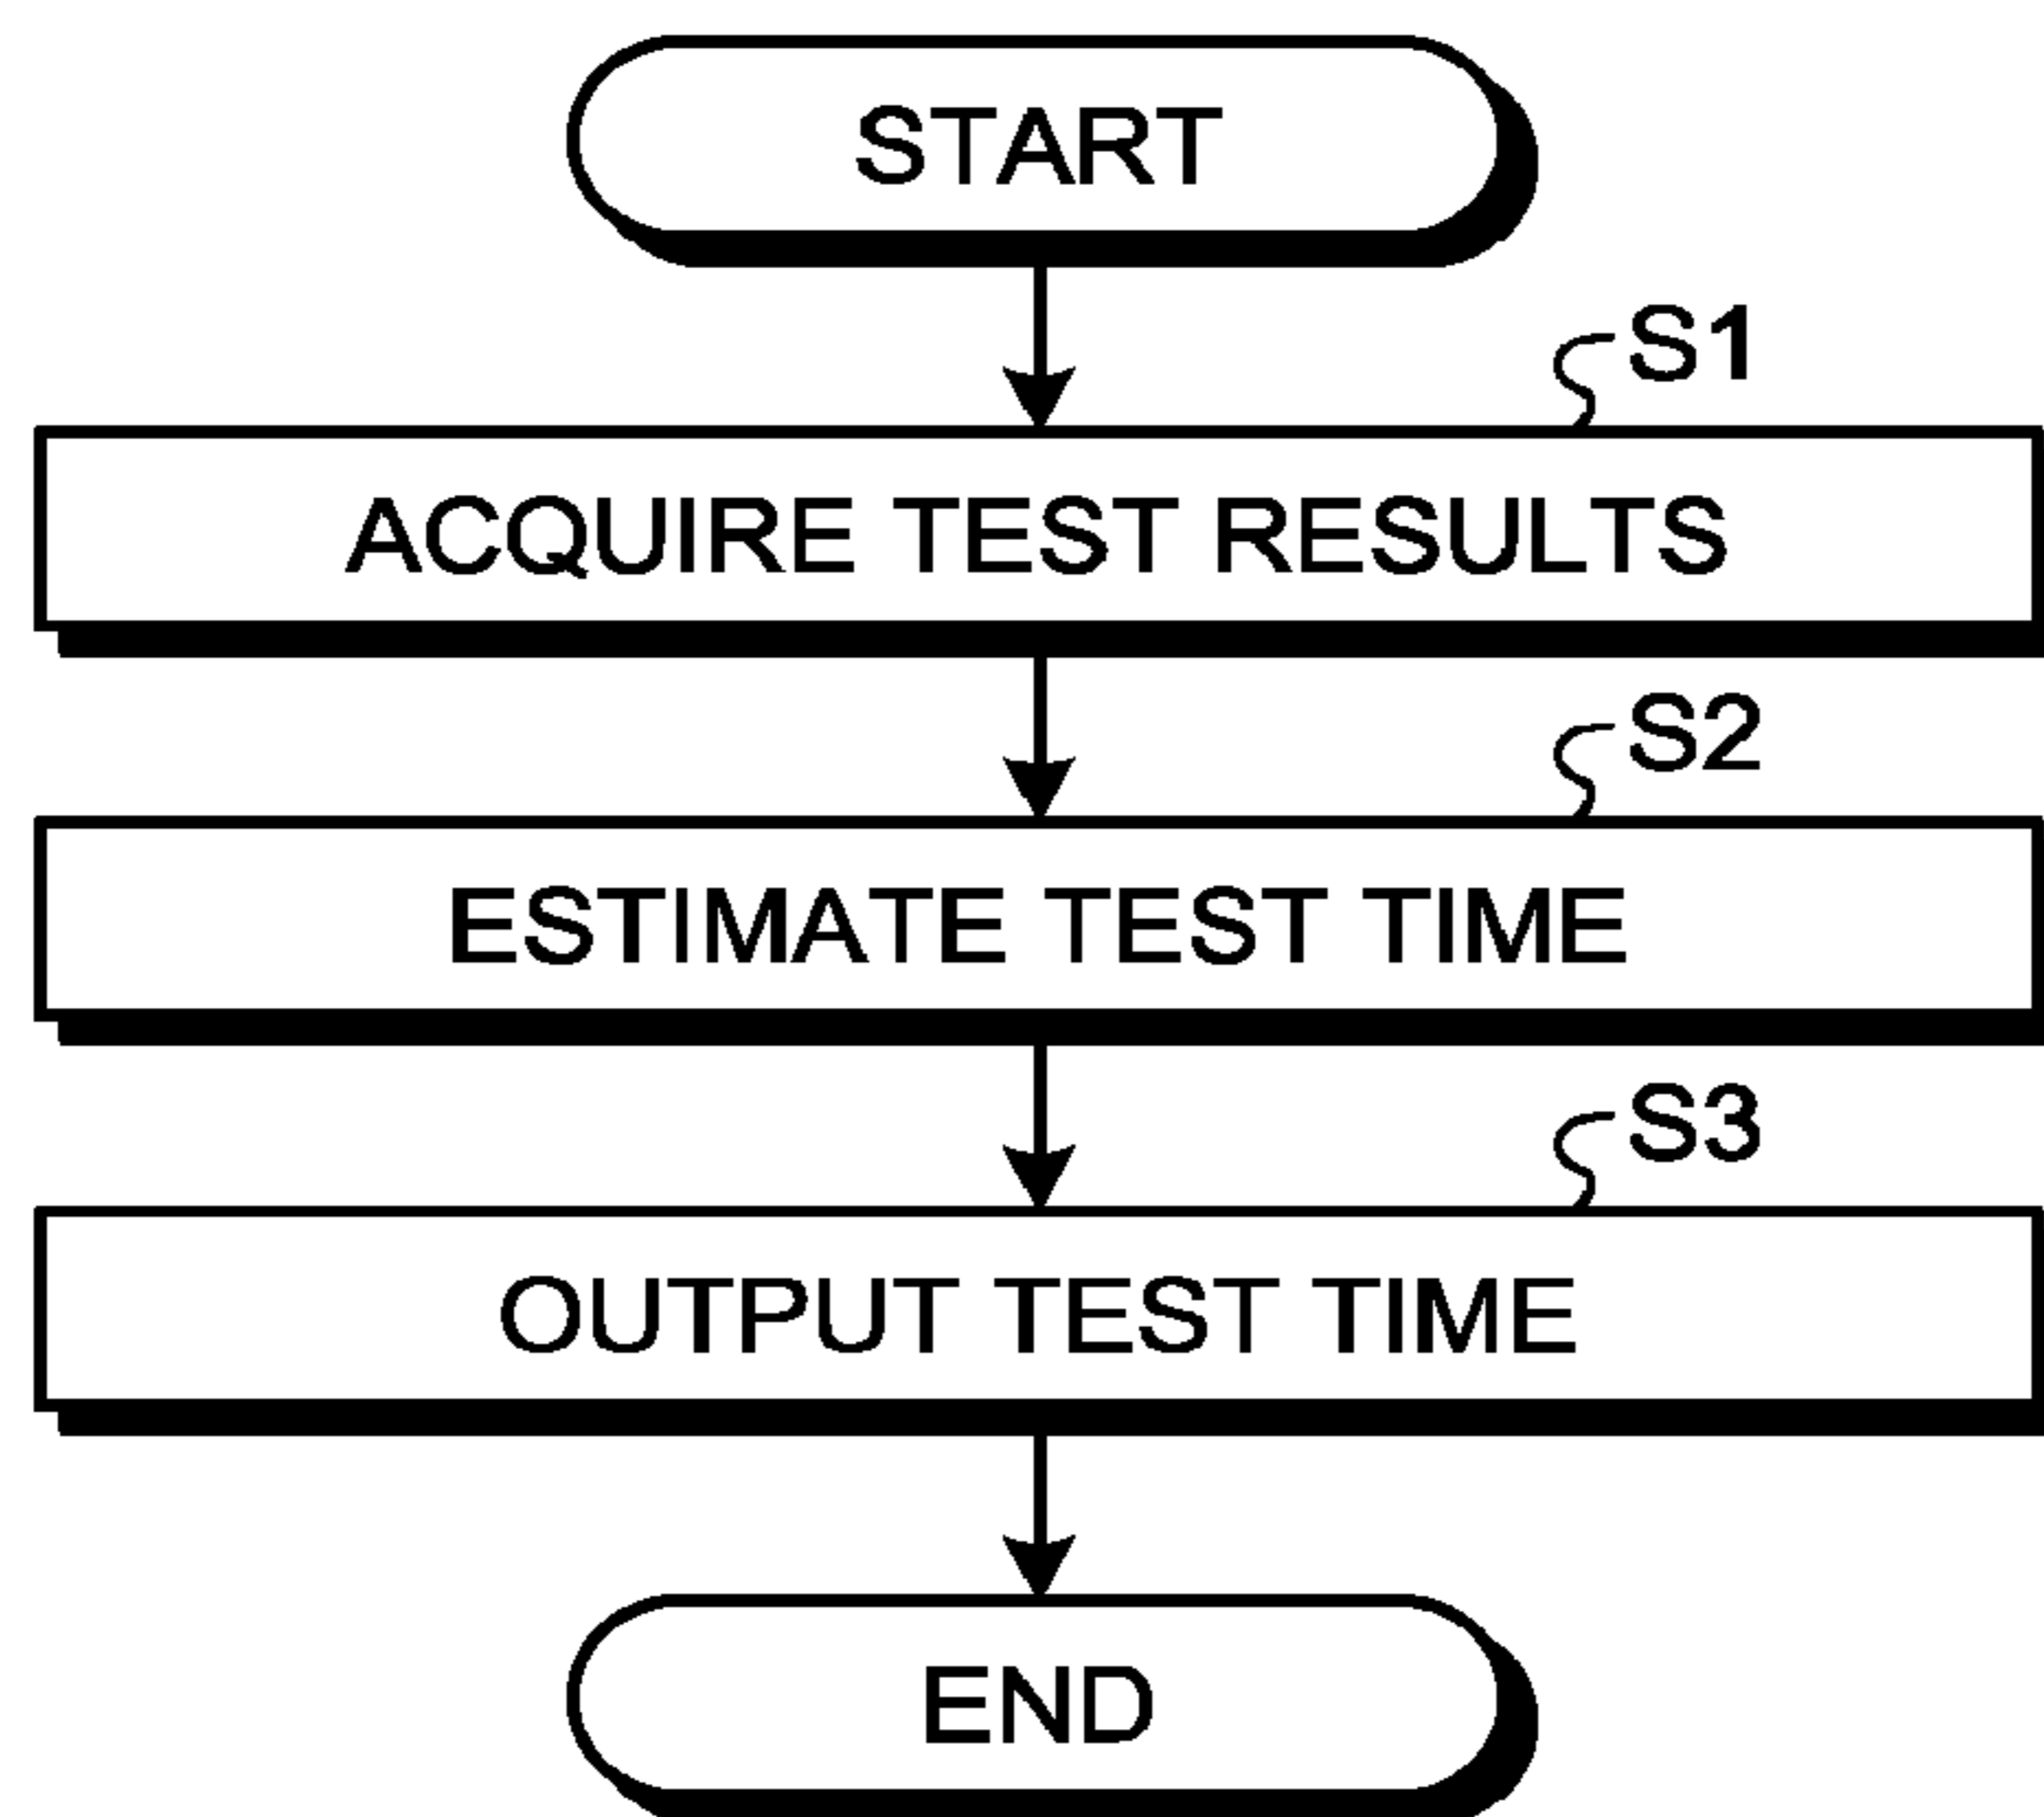 START
S1
ACQUIRE TEST RESULTS
S2
ESTIMATE TEST TIME
S3
OUTPUT TEST TIME
END